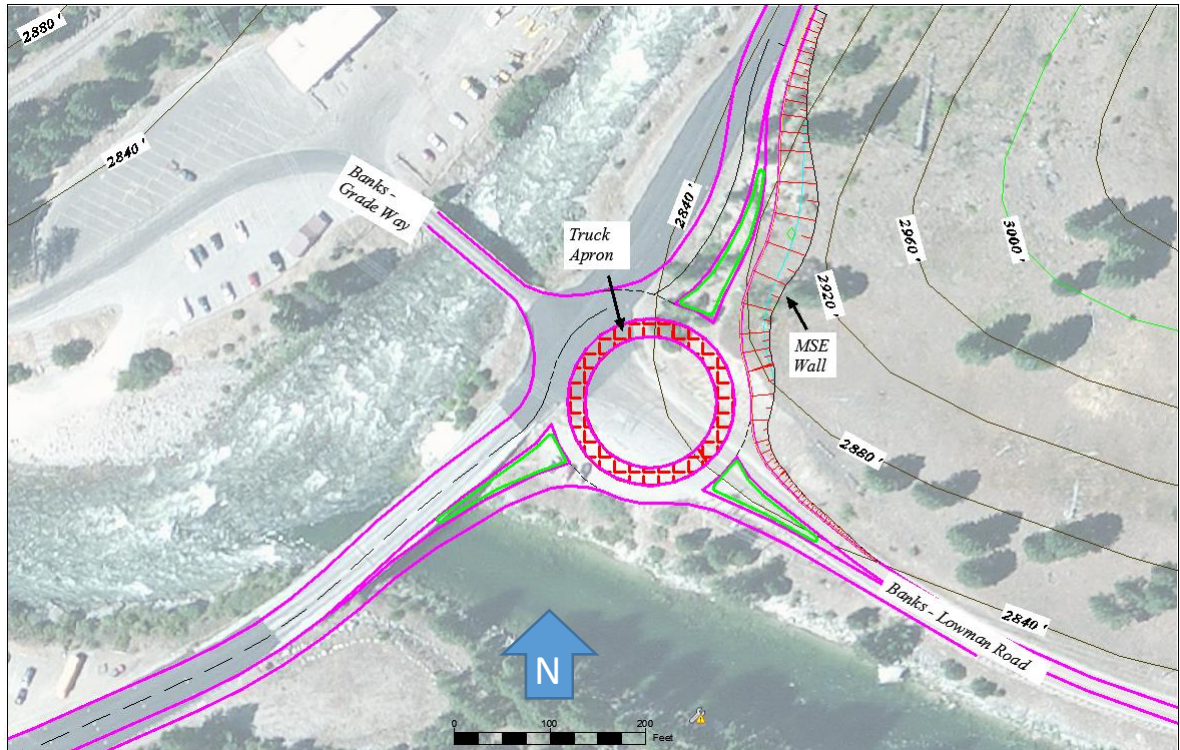 2880 '
2840 '
Banks -
Grade Way
Truck
Apron
2840 '
2960 '
3000 '
2920 '
MSE
Wall
2880 '
Banks - Lowman Road
2840 '
N
0 100 200
Feet